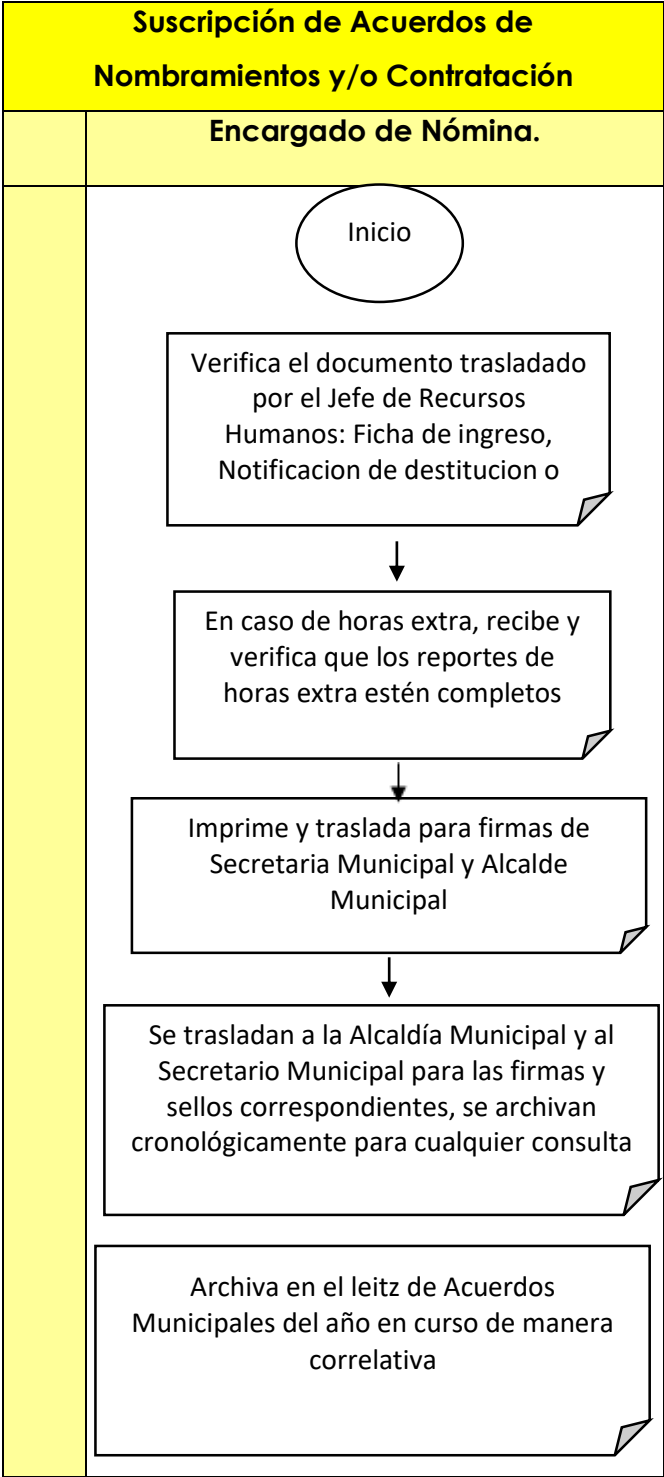 Suscripción de Acuerdos de
Nombramientos y/o Contratación
Encargado de Nómina.
Inicio
Verifica el documento trasladado
por el Jefe de Recursos
Humanos: Ficha de ingreso,
Notificacion de destitucion o
En caso de horas extra, recibe y
verifica que los reportes de
horas extra estén completos
Imprime y traslada para firmas de
Secretaria Municipal y Alcalde
Municipal
Se trasladan a la Alcaldía Municipal y al
Secretario Municipal para las firmas y
sellos correspondientes, se archivan
cronológicamente para cualquier consulta
Archiva en el leitz de Acuerdos
Municipales del año en curso de manera
correlativa